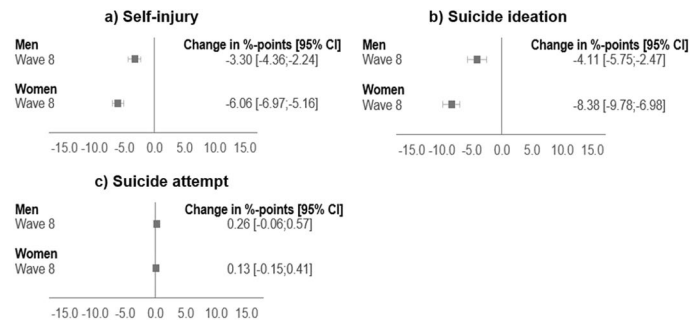 a) Self-injury
Men Change in %-points [95% CI]
Wave 8 -3.30 [-4.36;-2.24]
Women
Wave 8 -6.06 [-6.97;-5.16]
-15.0 -10.0 -5.0 0.0 5.0 10.0 15.0
b) Suicide ideation
Men Change in %-points [95% CI]
Wave 8 -4.11 [-5.75;-2.47]
Women
Wave 8 -8.38 [-9.78;-6.98]
-15.0 -10.0 -5.0 0.0 5.0 10.0 15.0
c) Suicide attempt
Men Change in %-points [95% CI]
Wave 8 0.26 [-0.06;0.57]
Women
Wave 8 0.13 [-0.15;0.41]
-15.0 -10.0 -5.0 0.0 5.0 10.0 15.0